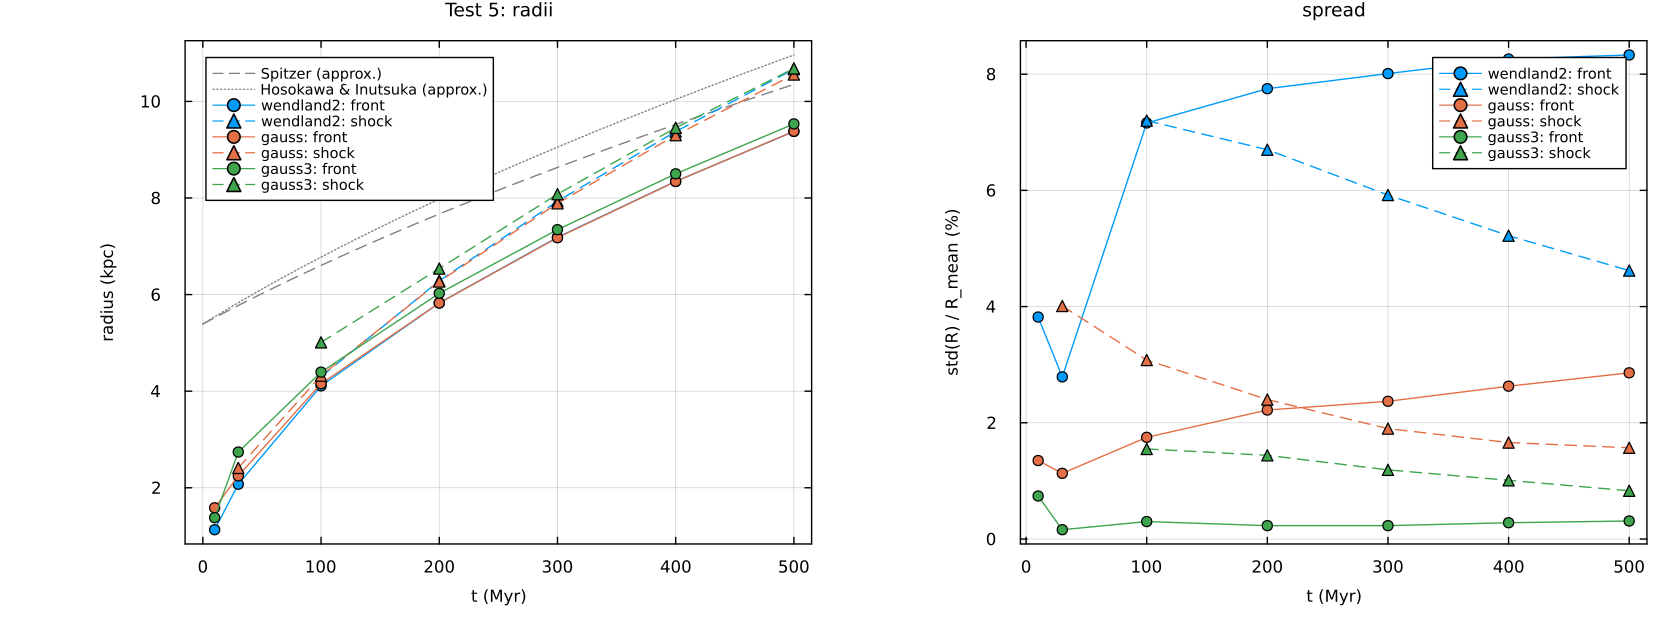 Test 5: radii
Spitzer (approx.)
Hosokawa & Inutsuka (approx.)
wendland2: front
wendland2: shock
gauss: front
gauss: shock
gauss3: front
gauss3: shock
radius (kpc)
10
8
6
4
2
0 100 200 300 400 500
t (Myr)
spread
wendland2: front
wendland2: shock
gauss: front
gauss: shock
gauss3: front
gauss3: shock
std(R) / R_mean (%)
8
6
4
2
0
0 100 200 300 400 500
t (Myr)